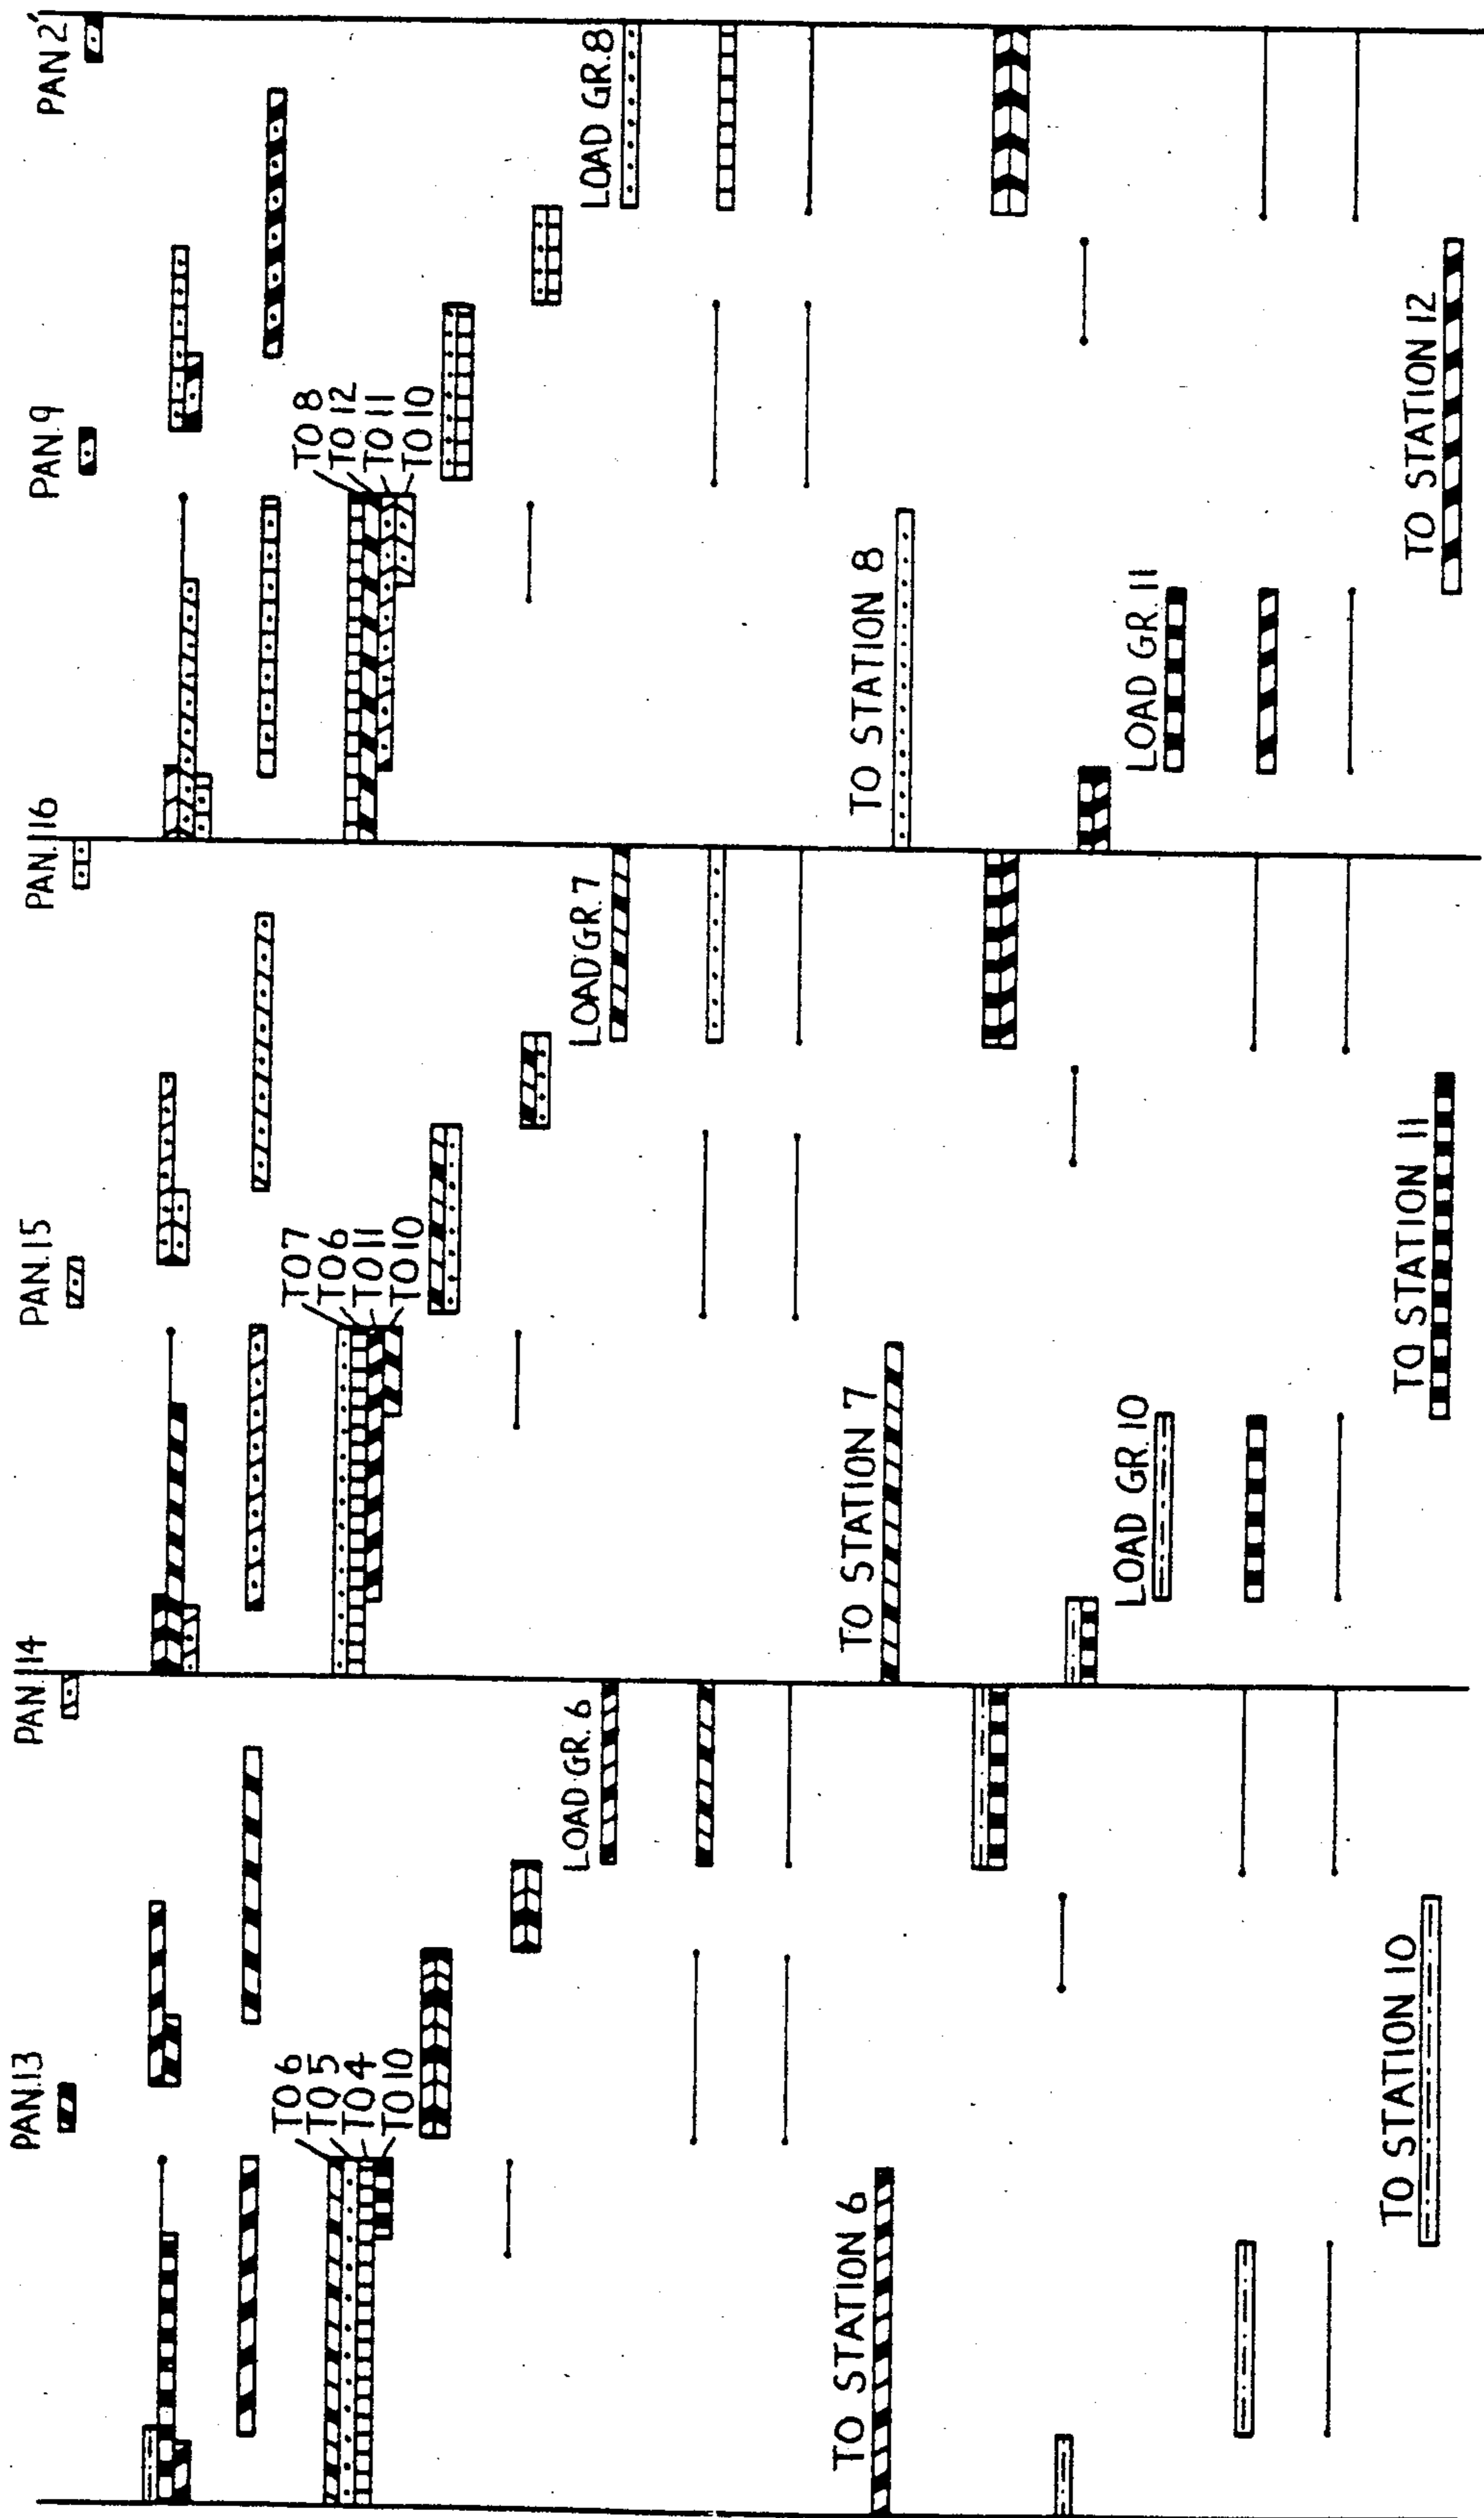 PAN.13
PAN.14
PAN.15
PAN.116
PAN.9
PAN 2'
TO 6
TO 5
TO 4
TO 10
TO 7
TO 6
TO 11
TO 10
TO 8
TO 12
TO 11
TO 10
LOAD GR. 6
LOAD GR. 7
LOAD GR. 8
TO STATION 6
TO STATION 7
TO STATION 8
LOAD GR. 10
LOAD GR. 11
TO STATION 10
TO STATION 11
TO STATION 12